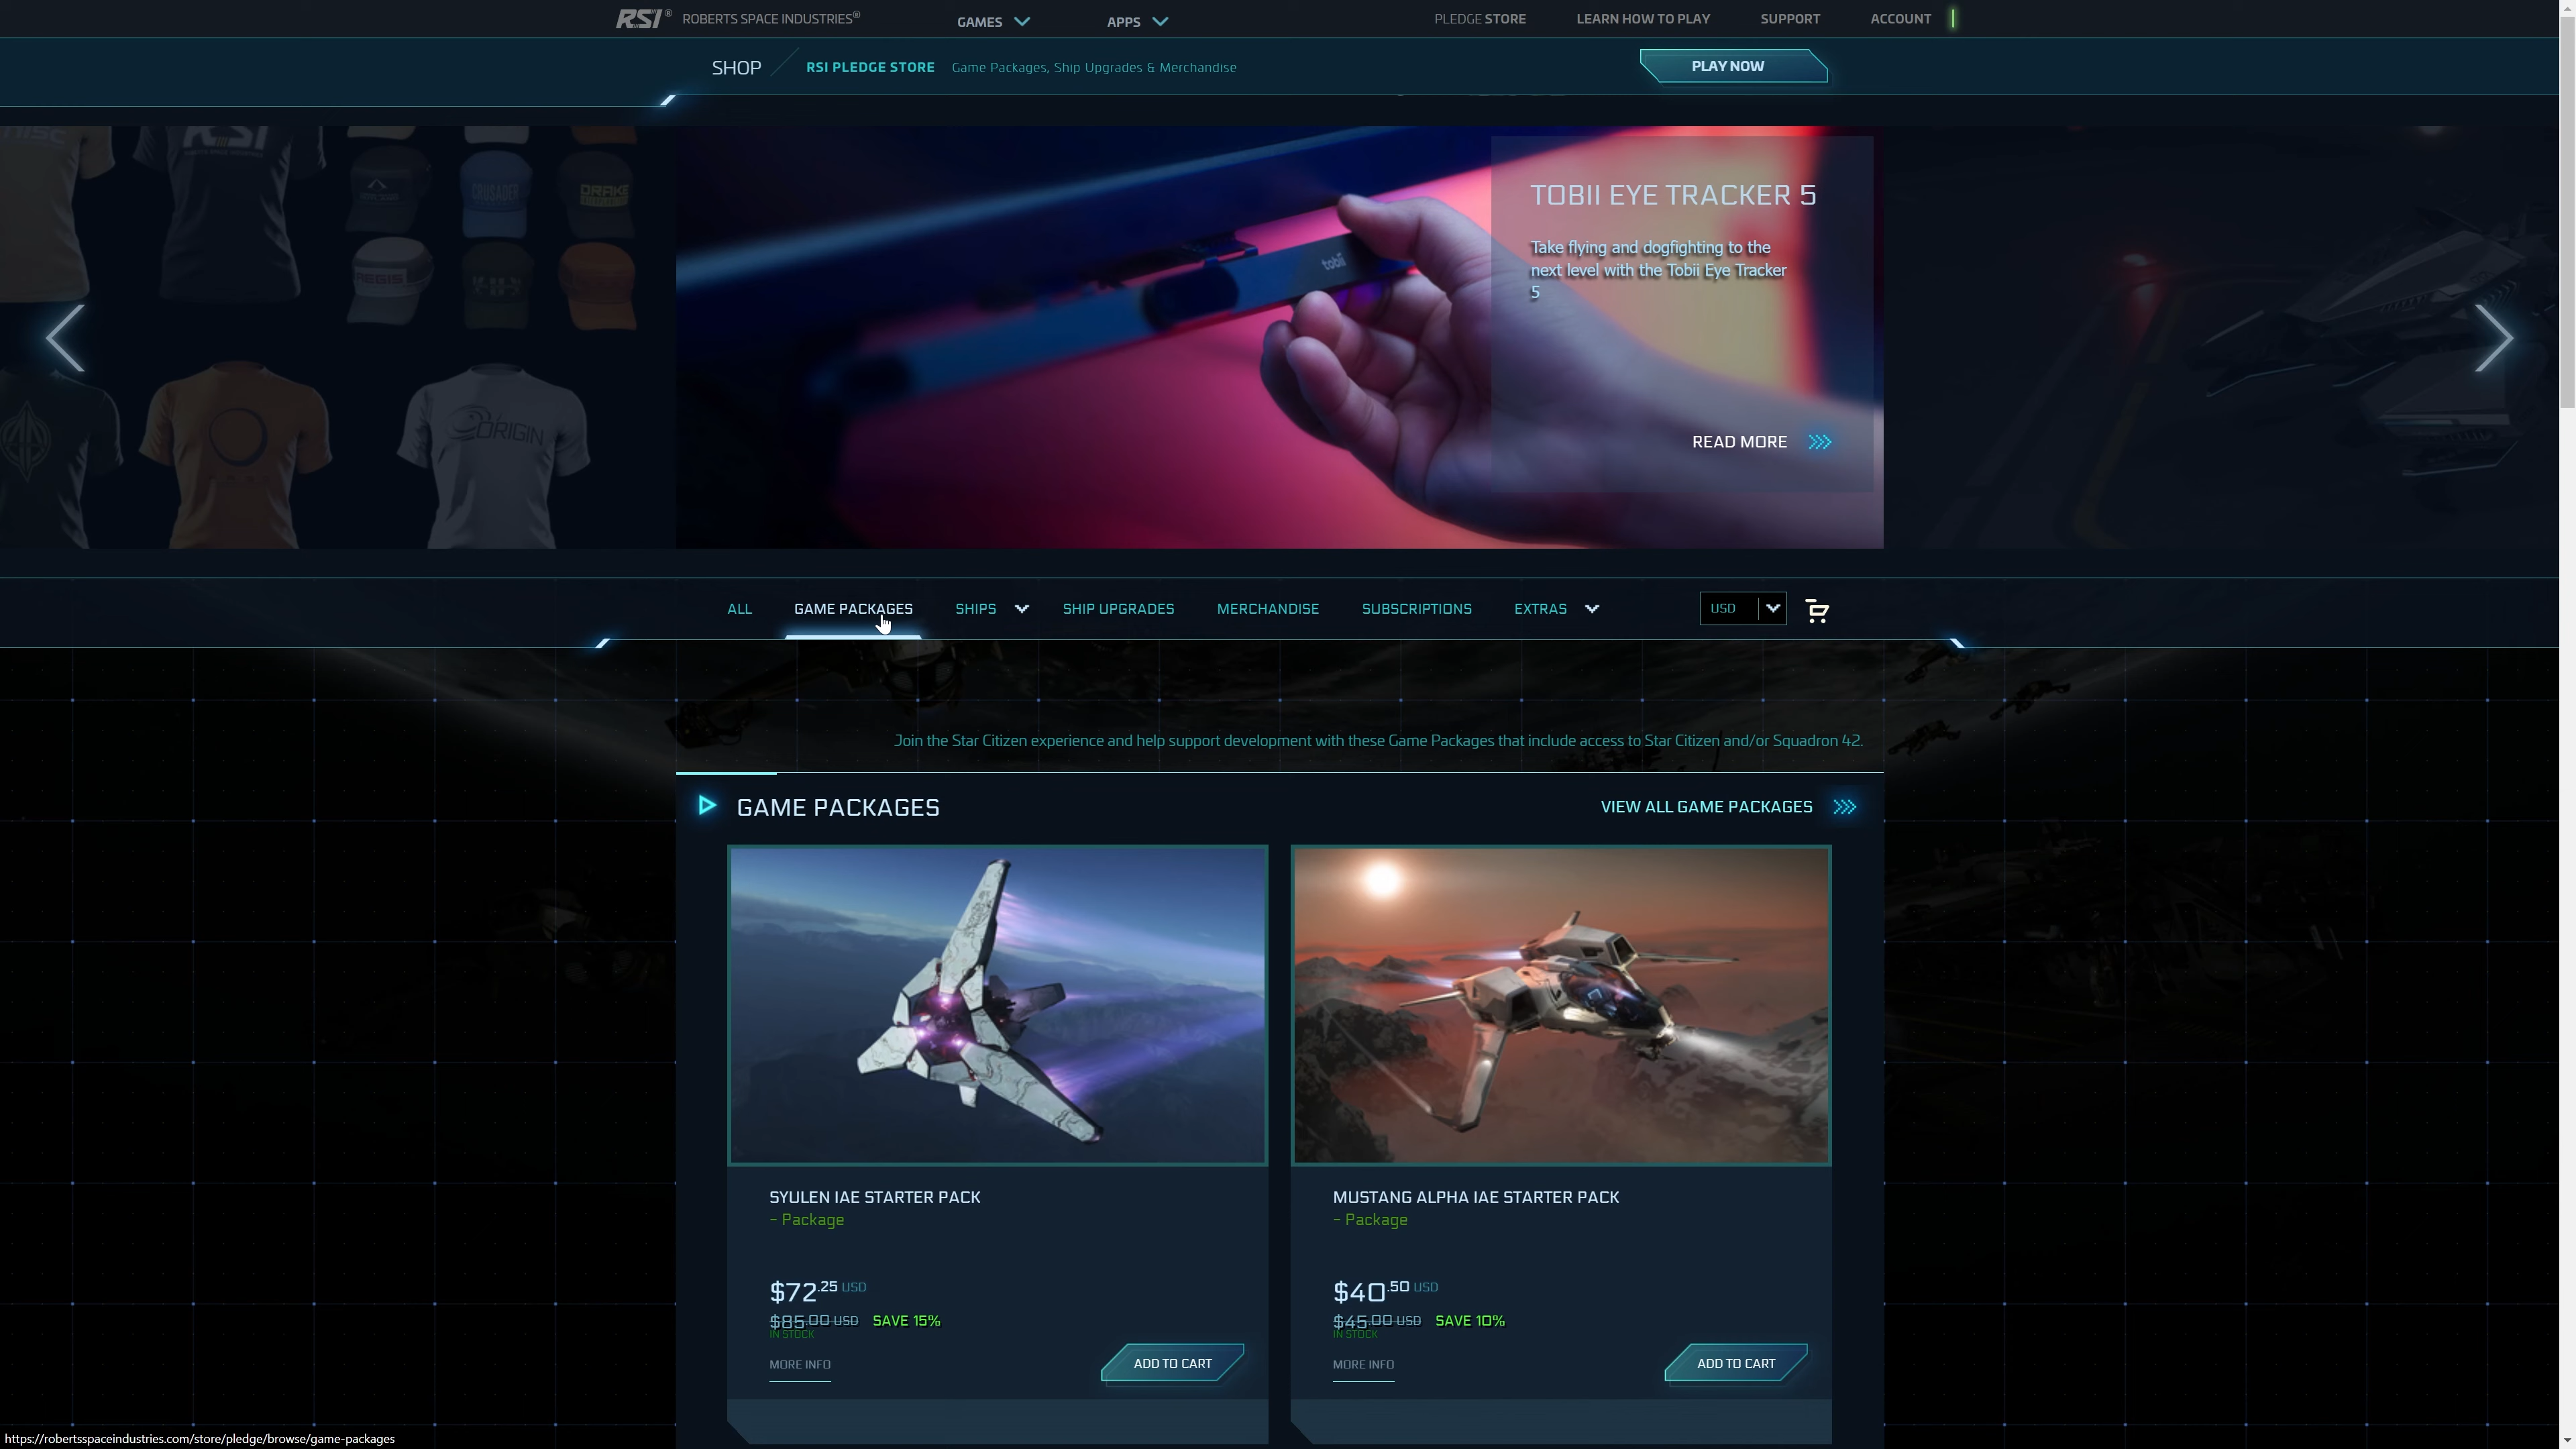 RSI® ROBERTS SPACE INDUSTRIES® GAMES APPS PLEDGE STORE LEARN HOW TO PLAY SUPPORT ACCOUNT
SHOP RSI PLEDGE STORE Game Packages, Ship Upgrades & Merchandise PLAY NOW
RSI
CRUSADER
DRAKE
AEGIS
ORIGIN
tobii
TOBII EYE TRACKER 5
Take flying and dogfighting to the
next level with the Tobii Eye Tracker
5
READ MORE
ALL GAME PACKAGES SHIPS SHIP UPGRADES MERCHANDISE SUBSCRIPTIONS EXTRAS USD
Join the Star Citizen experience and help support development with these Game Packages that include access to Star Citizen and/or Squadron 42.
GAME PACKAGES VIEW ALL GAME PACKAGES
SYULEN IAE STARTER PACK
- Package
$72.25 USD
$85.00 USD SAVE 15%
IN STOCK
MORE INFO ADD TO CART
MUSTANG ALPHA IAE STARTER PACK
- Package
$40.50 USD
$45.00 USD SAVE 10%
IN STOCK
MORE INFO ADD TO CART
https://robertsspaceindustries.com/store/pledge/browse/game-packages